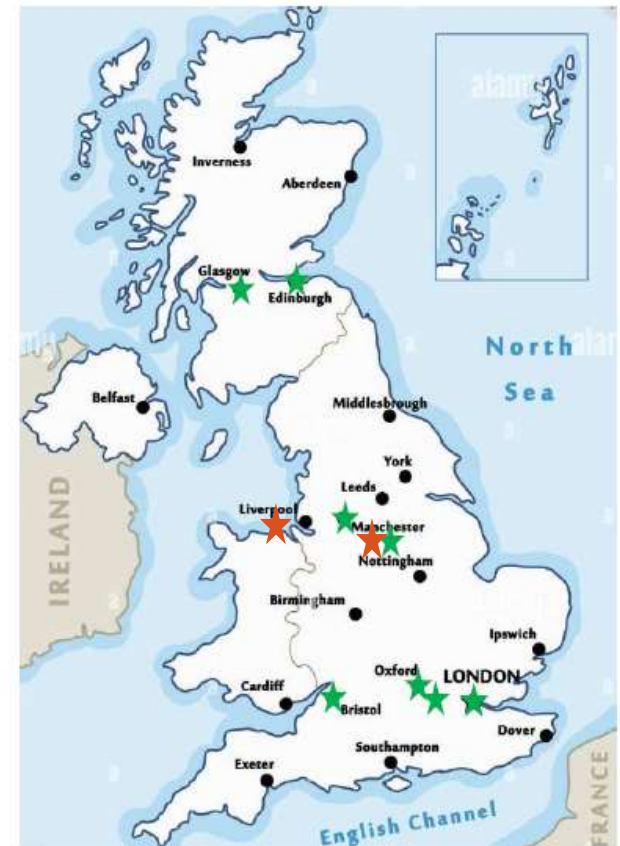 alamy
Inverness
Aberdeen
Glasgow
Edinburgh
North
Sea
Belfast
Middlesbrough
York
Leeds
IRELAND
Liverpool
Manchester
Nottingham
Birmingham
Ipswich
Oxford
LONDON
Cardiff
Bristol
Dover
Southampton
Exeter
English Channel
FRANCE